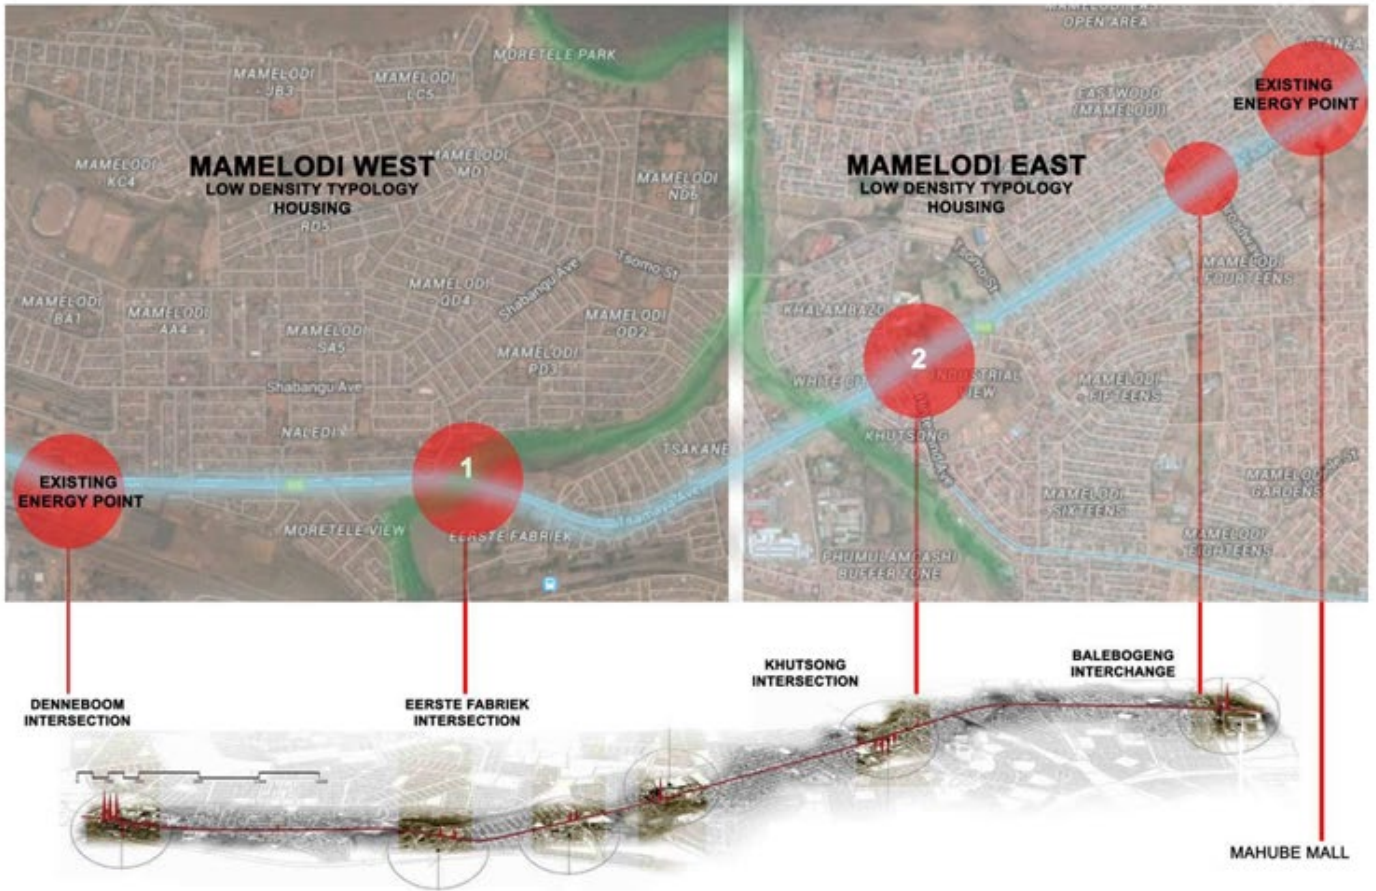 MORETELE PARK
MAMELODI
JB3
MAMELODI
LC5
MAMELODI WEST
LOW DENSITY TYPOLOGY
HOUSING
MAMELODI
KC4
MAMELODI
MD1
MAMELODI
ND6
RD5
Shabangu Ave
Tsomo St
MAMELODI
QD4
MAMELODI
BA1
MAMELODI
AA4
MAMELODI
SA5
MAMELODI
OD2
MAMELODI
PD3
Shabangu Ave
NALEDI
TSAKANE
EXISTING
ENERGY POINT
1
MORETELE VIEW
EERSTE FABRIEK
Tsamaya Ave
OPEN AREA
EASTWOOD
(MAMELODI)
EXISTING
ENERGY POINT
MAMELODI EAST
LOW DENSITY TYPOLOGY
HOUSING
Tsomo St
MAMELODI
FOURTEENS
KHALAMBAZO
2
INDUSTRIAL
VIEW
MAMELODI
FIFTEENS
KHUTSONG
MAMELODI
SIXTEENS
MAMELODI
GARDENS
MAMELODI
EIGHTEENS
BUFFER ZONE
DENNEBOOM
INTERSECTION
EERSTE FABRIEK
INTERSECTION
KHUTSONG
INTERSECTION
BALEBOGENG
INTERCHANGE
MAHUBE MALL